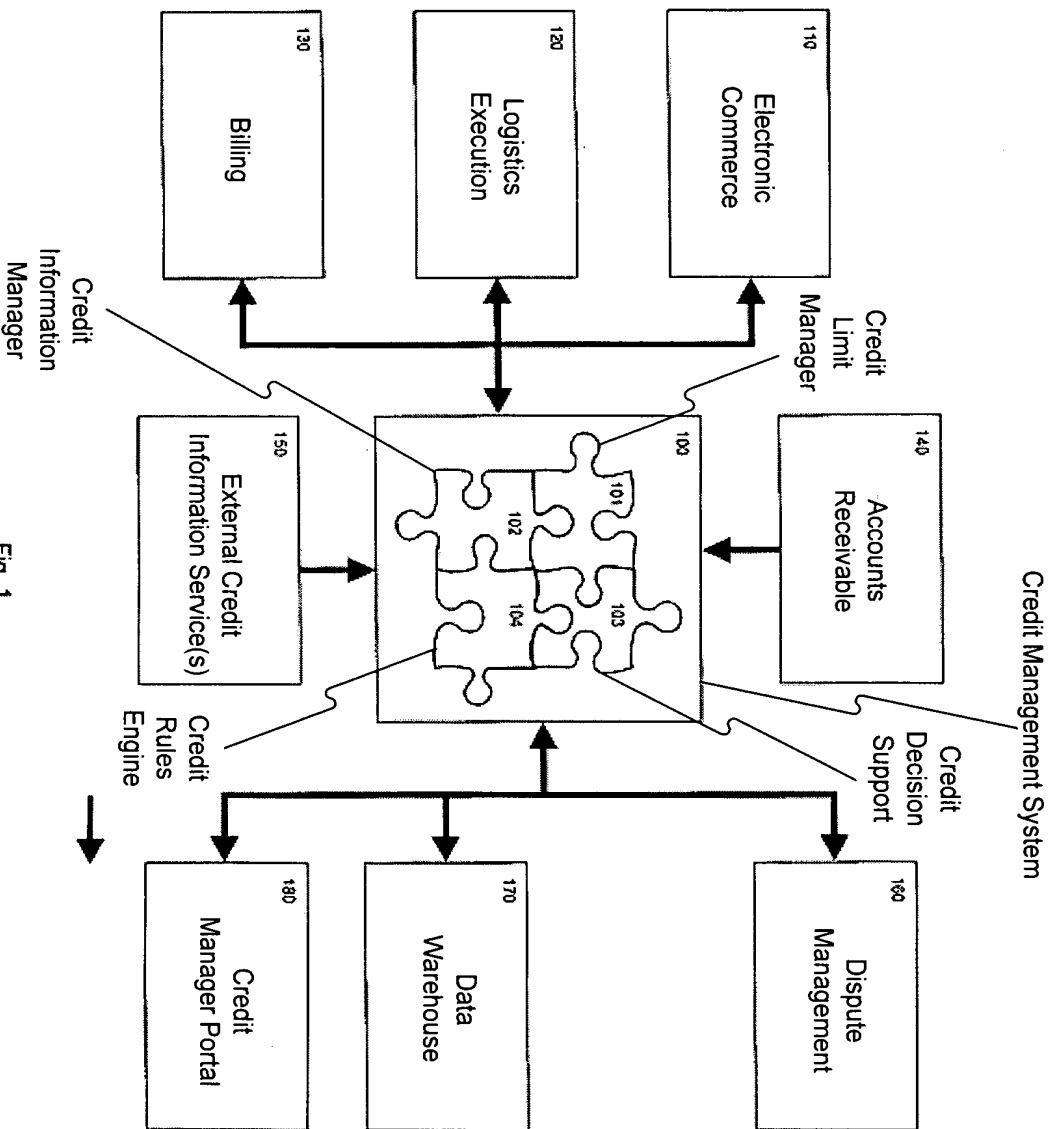 Credit Management System
110
Electronic
Commerce
120
Logistics
Execution
130
Billing
140
Accounts
Receivable
Credit
Limit
Manager
Credit
Decision
Support
100
101
103
102
104
Credit
Information
Manager
Credit
Rules
Engine
150
External Credit
Information Service(s)
160
Dispute
Management
170
Data
Warehouse
180
Credit
Manager Portal
Fig. 1